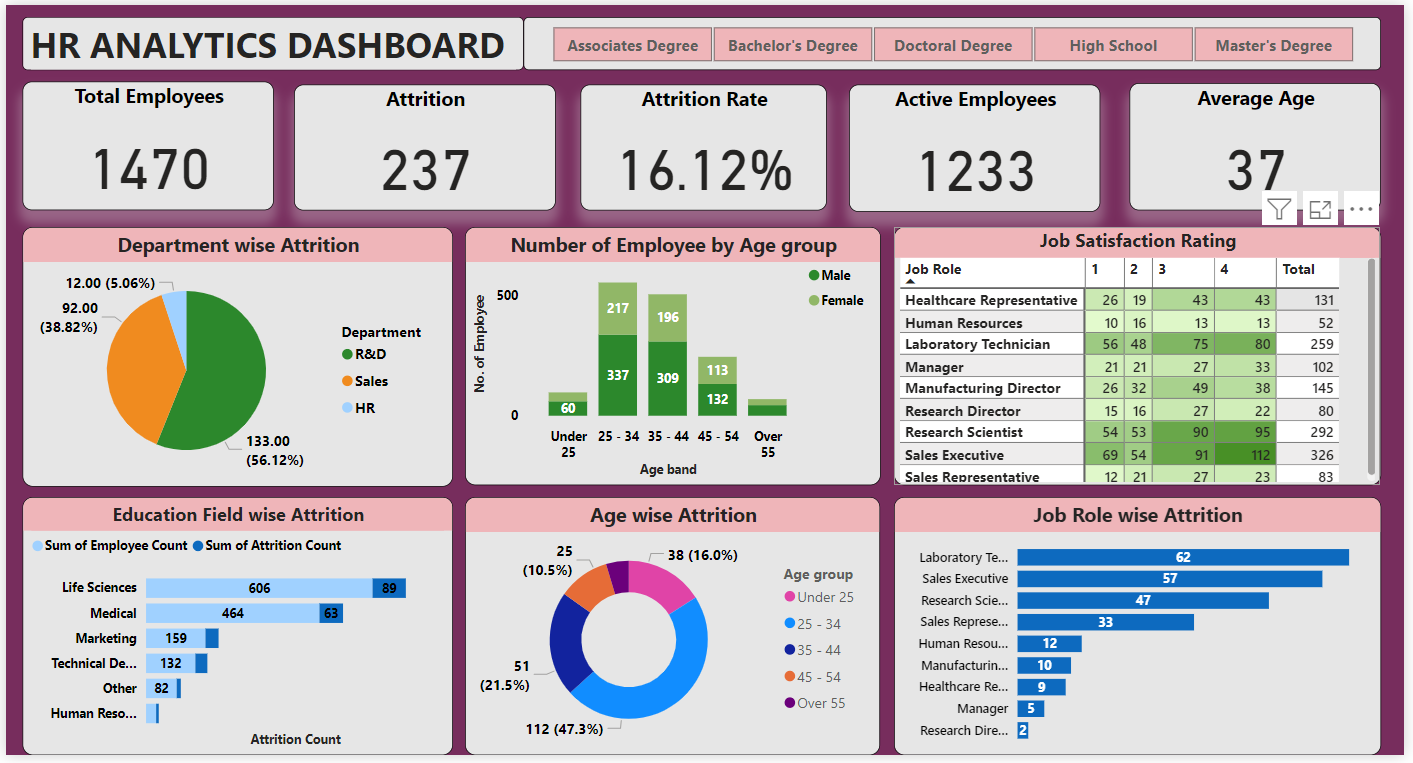 HR ANALYTICS DASHBOARD
Associates Degree
Bachelor's Degree
Doctoral Degree
High School
Master's Degree
Total Employees
1470
Attrition
237
Attrition Rate
16.12%
Active Employees
1233
Average Age
37
Department wise Attrition
12.00 (5.06%)
92.00
(38.82%)
133.00
(56.12%)
Department
R&D
Sales
HR
Number of Employee by Age group
Male
Female
No. of Employee
500
0
217
337
196
309
113
132
60
Under
25
25 - 34
35 - 44
45 - 54
Over
55
Age band
Job Satisfaction Rating
Job Role 1 2 3 4 Total
Healthcare Representative 26 19 43 43 131
Human Resources 10 16 13 13 52
Laboratory Technician 56 48 75 80 259
Manager 21 21 27 33 102
Manufacturing Director 26 32 49 38 145
Research Director 15 16 27 22 80
Research Scientist 54 53 90 95 292
Sales Executive 69 54 91 112 326
Sales Representative 12 21 27 23 83
Education Field wise Attrition
Sum of Employee Count Sum of Attrition Count
Life Sciences 606 89
Medical 464 63
Marketing 159
Technical De... 132
Other 82
Human Reso...
Attrition Count
Age wise Attrition
25
(10.5%)
38 (16.0%)
51
(21.5%)
112 (47.3%)
Age group
Under 25
25 - 34
35 - 44
45 - 54
Over 55
Job Role wise Attrition
Laboratory Te... 62
Sales Executive 57
Research Scie... 47
Sales Represe... 33
Human Resou... 12
Manufacturin... 10
Healthcare Re... 9
Manager 5
Research Dire... 2